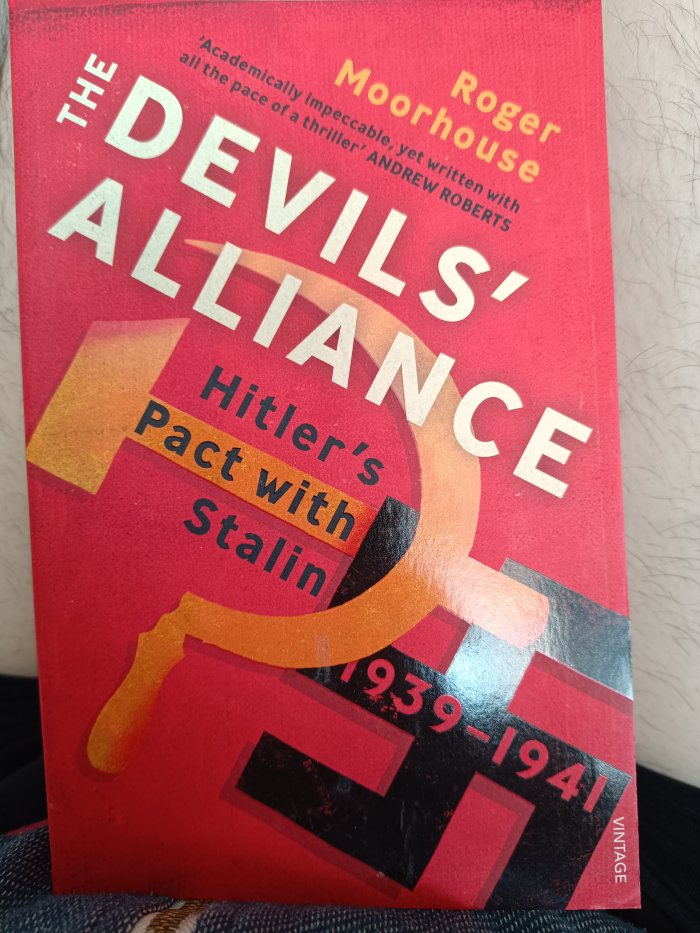 Roger
Moorhouse
'Academically impeccable, yet written with
all the pace of a thriller' ANDREW ROBERTS
THE
DEVILS'
ALLIANCE
Hitler's
Pact with
Stalin
1939–1941
VINTAGE